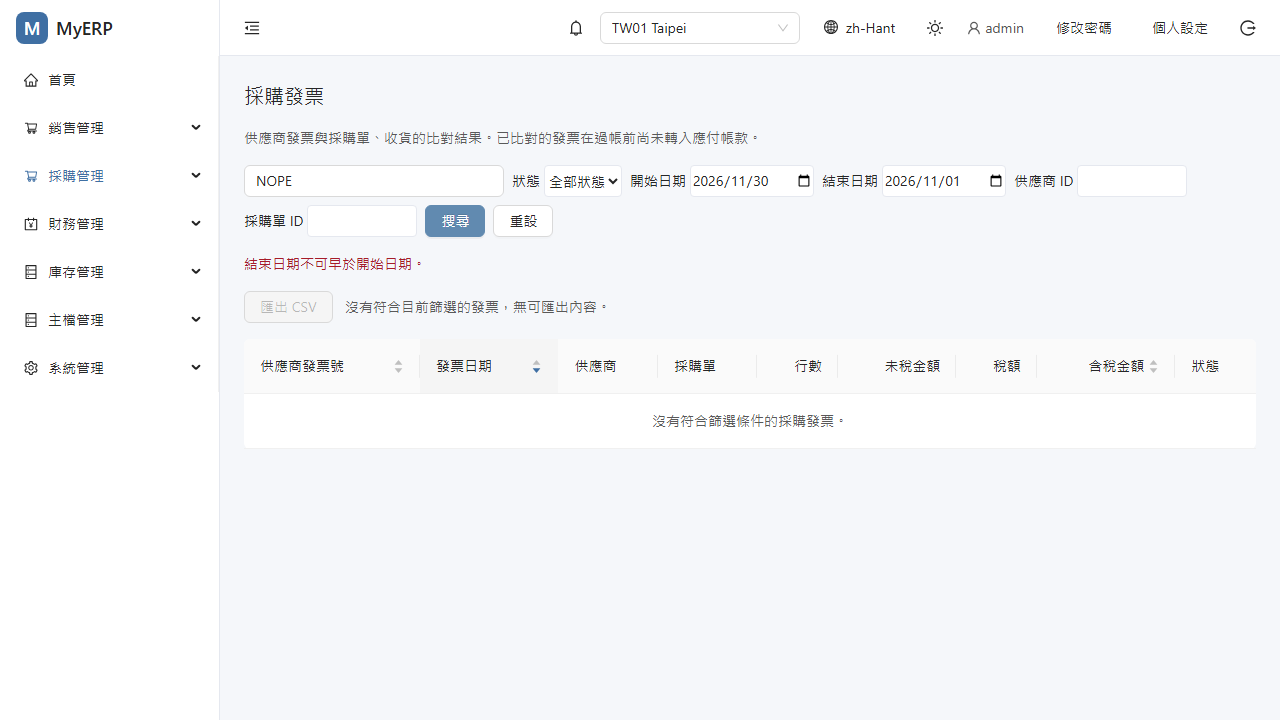 M MyERP
TW01 Taipei
zh-Hant
admin
修改密碼
個人設定
首頁
銷售管理
採購管理
財務管理
庫存管理
主檔管理
系統管理
採購發票
供應商發票與採購單、收貨的比對結果。已比對的發票在過帳前尚未轉入應付帳款。
NOPE 狀態 全部狀態 開始日期 2026/11/30 結束日期 2026/11/01 供應商 ID
採購單 ID 搜尋 重設
結束日期不可早於開始日期。
匯出 CSV 沒有符合目前篩選的發票，無可匯出內容。
供應商發票號 發票日期 供應商 採購單 行數 未稅金額 稅額 含稅金額 狀態
沒有符合篩選條件的採購發票。